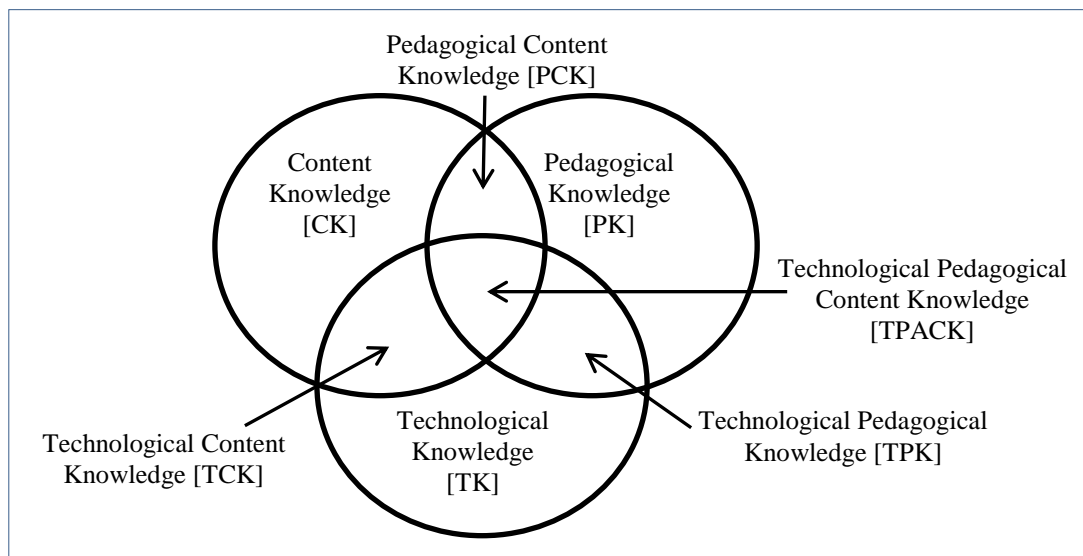 Pedagogical Content
Knowledge [PCK]
Content
Knowledge
[CK]
Pedagogical
Knowledge
[PK]
Technological Pedagogical
Content Knowledge
[TPACK]
Technological Content
Knowledge [TCK]
Technological
Knowledge
[TK]
Technological Pedagogical
Knowledge [TPK]